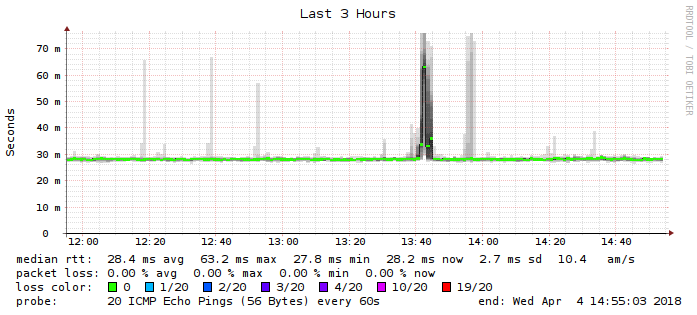 Last 3 Hours
RRDTOOL / TOBI OETIKER
Seconds
70 m
60 m
50 m
40 m
30 m
20 m
10 m
0
12:00 12:20 12:40 13:00 13:20 13:40 14:00 14:20 14:40
median rtt: 28.4 ms avg 63.2 ms max 27.8 ms min 28.2 ms now 2.7 ms sd 10.4 am/s
packet loss: 0.00 % avg 0.00 % max 0.00 % min 0.00 % now
loss color: 0 1/20 2/20 3/20 4/20 10/20 19/20
probe: 20 ICMP Echo Pings (56 Bytes) every 60s end: Wed Apr 4 14:55:03 2018